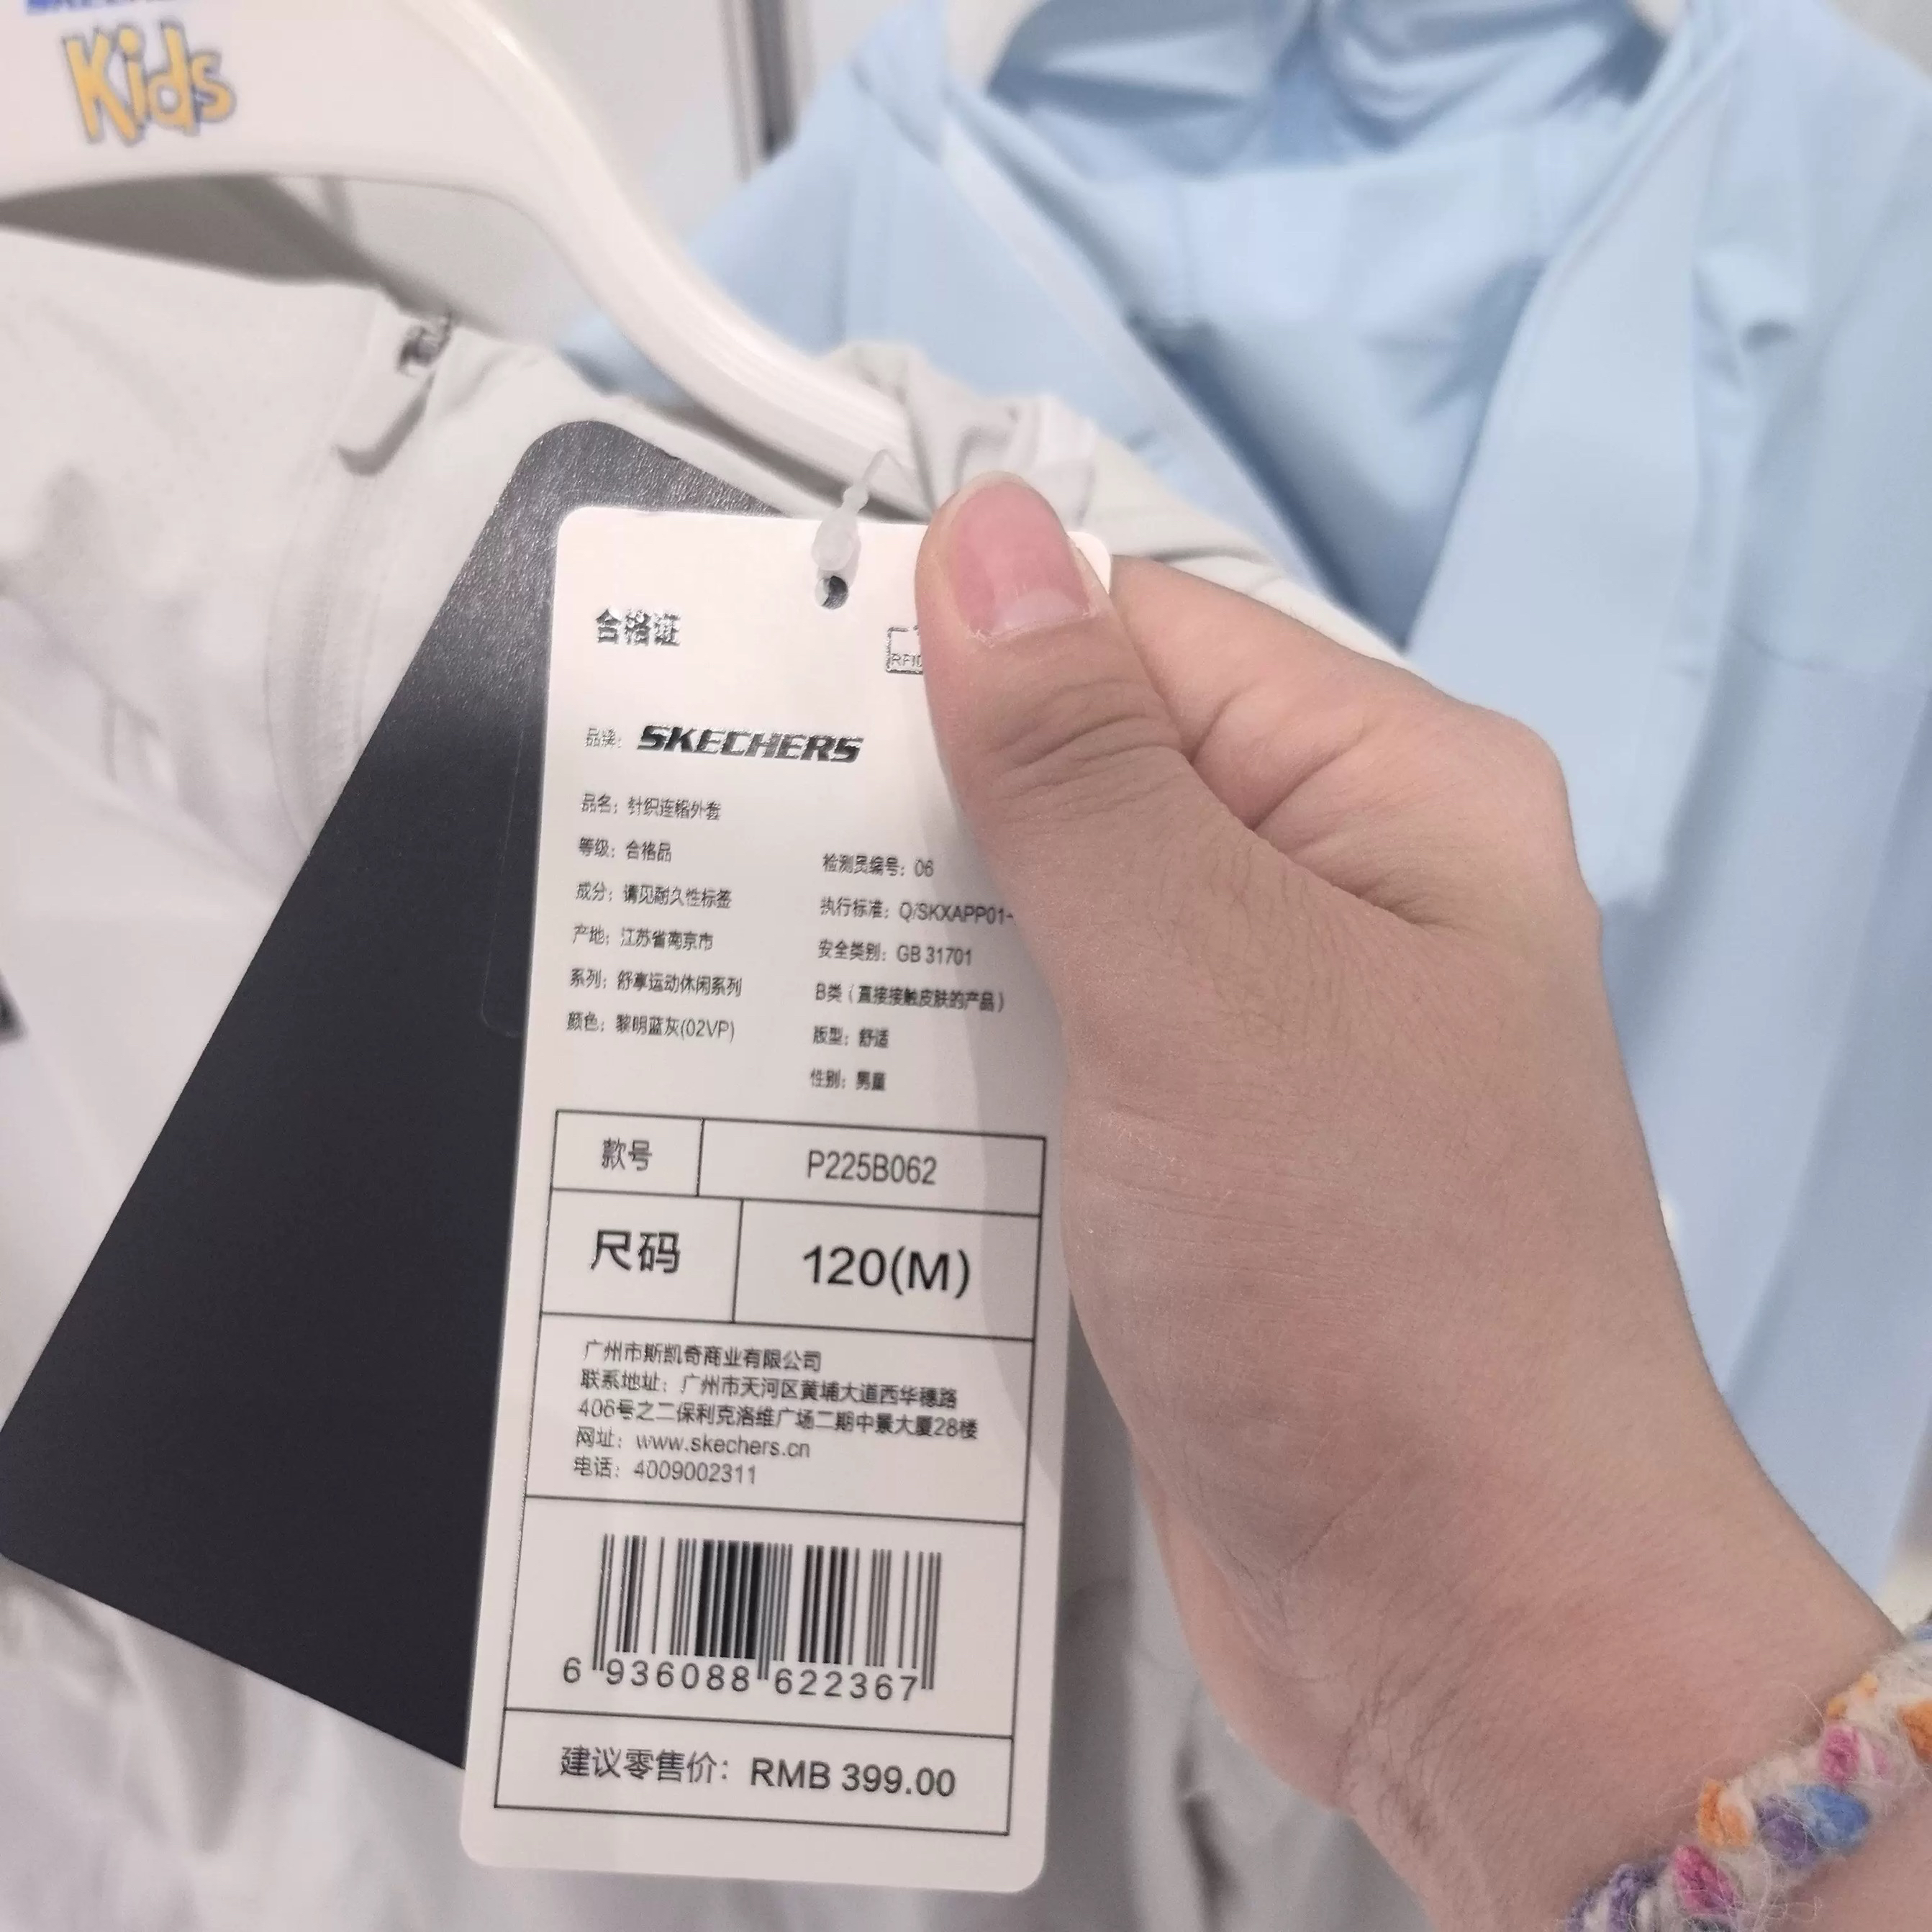 Kids
合格证
RFID
品牌: SKECHERS
品名: 针织连帽外套
等级: 合格品
成分: 请见耐久性标签
产地: 江苏省南京市
系列: 舒享运动休闲系列
颜色: 黎明蓝灰(02VP)
检测员编号: 06
执行标准: Q/SKXAPP01-
安全类别: GB 31701
B类（直接接触皮肤的产品）
版型: 舒适
性别: 男童
款号 P225B062
尺码 120(M)
广州市斯凯奇商业有限公司
联系地址: 广州市天河区黄埔大道西华穗路
406号之二保利克洛维广场二期中景大厦28楼
网址: www.skechers.cn
电话: 4009002311
6 936088 622367
建议零售价: RMB 399.00